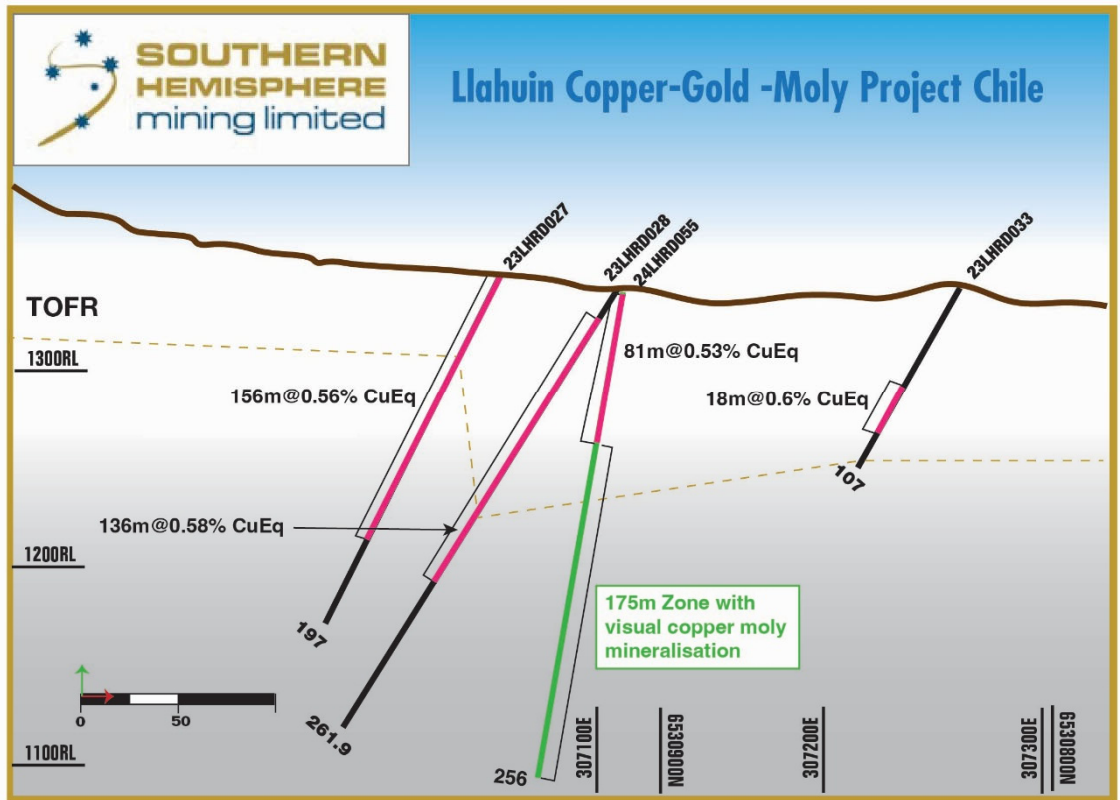 SOUTHERN
HEMISPHERE
mining limited
Llahuin Copper-Gold -Moly Project Chile
23LHRD027
23LHRD028
24LHRD055
23LHRD033
TOFR
1300RL
81m@0.53% CuEq
156m@0.56% CuEq
18m@0.6% CuEq
107
136m@0.58% CuEq
1200RL
175m Zone with
visual copper moly
mineralisation
197
0
50
261.9
307100E
6530900N
307200E
307300E
6530800N
1100RL
256